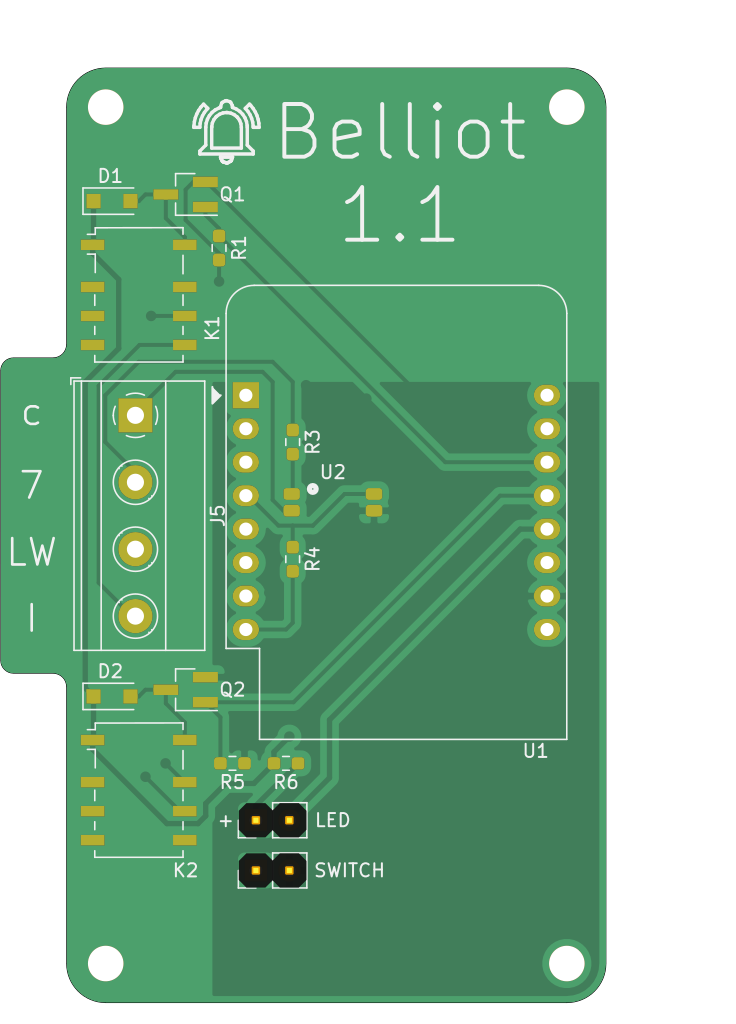 Belliot
1.1
D1
Q1
R1
K1
C
R3
7
U2
J5
LW
R4
I
D2
Q2
U1
R5 R6
+ LED
K2 SWITCH